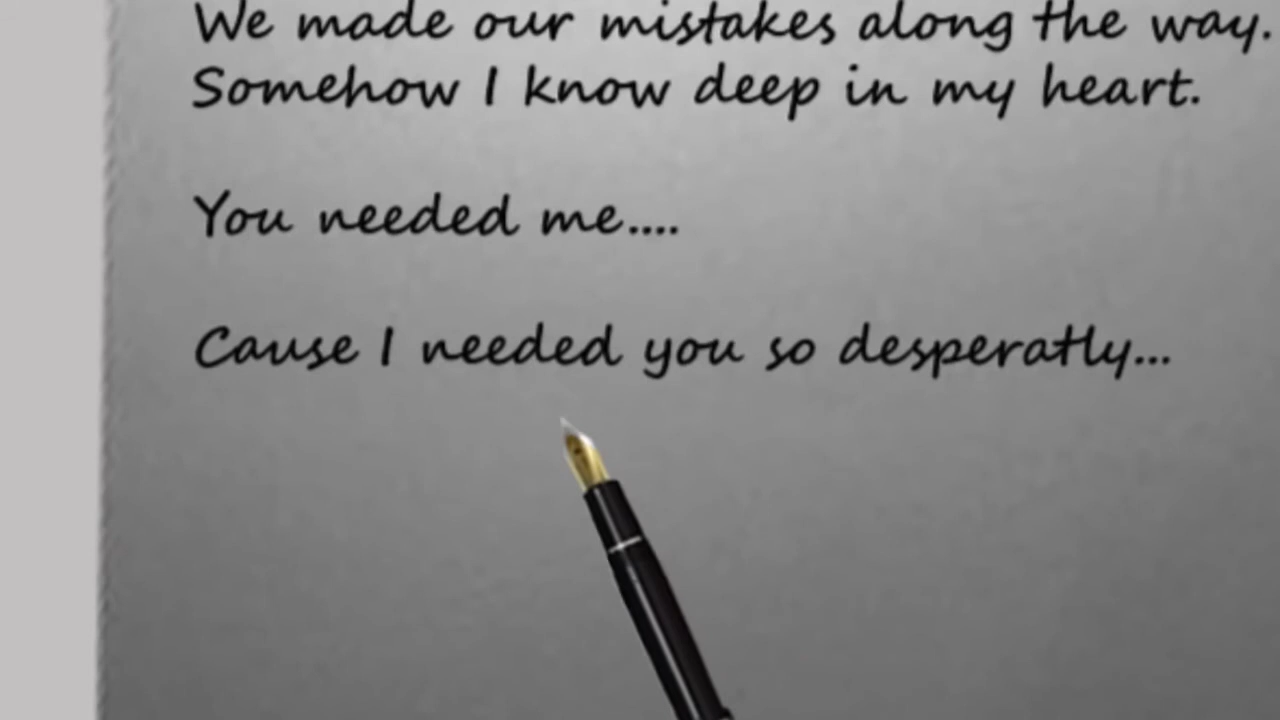 We made our mistakes along the way.
Somehow I know deep in my heart.
You needed me....
Cause I needed you so desperatly...